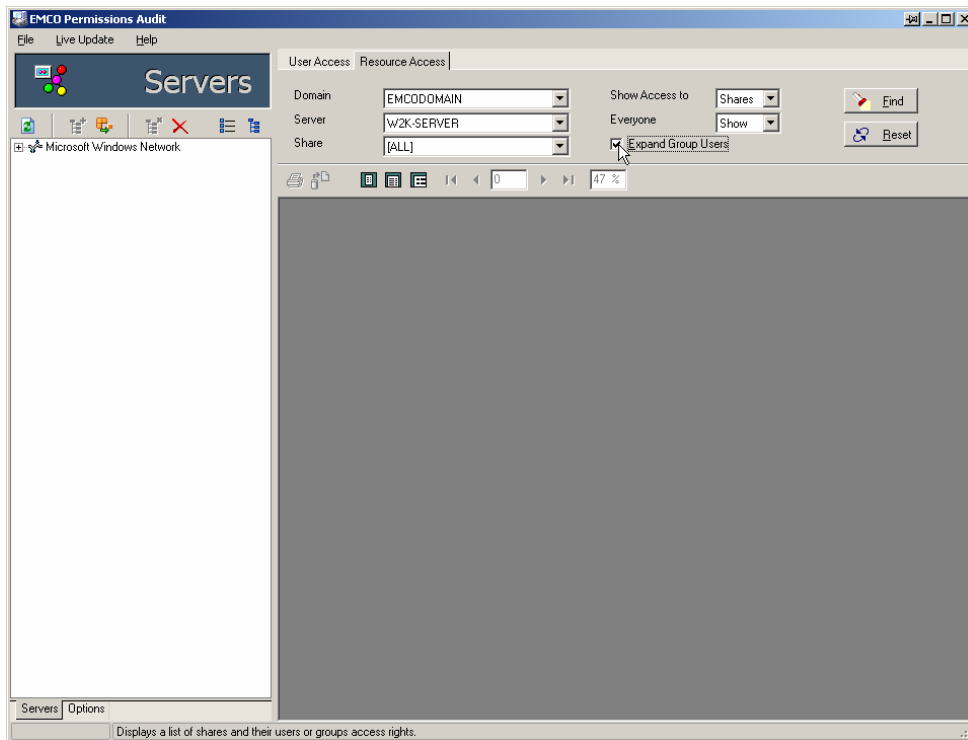 EMCO Permissions Audit
File Live Update Help
Servers
Microsoft Windows Network
User Access Resource Access
Domain EMCODOMAIN
Server W2K-SERVER
Share [ALL]
Show Access to Shares
Everyone Show
Expand Group Users
Find
Reset
0 47 %
Servers Options
Displays a list of shares and their users or groups access rights.